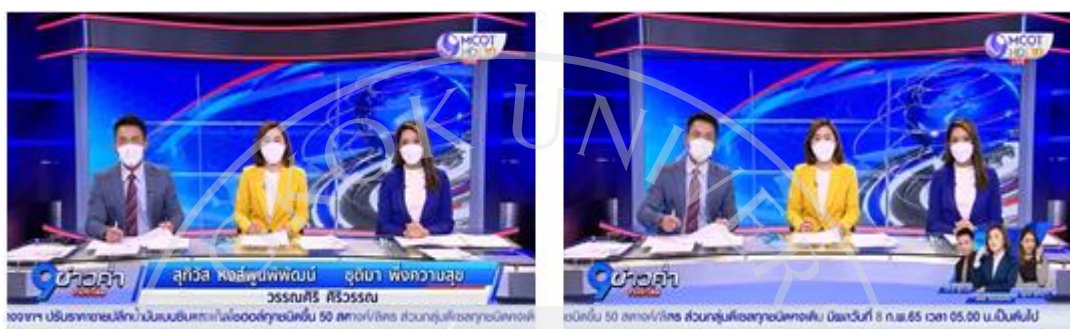 MCOT
HD 30
LIVE
9 ข่าวค่ำ
สุทิวัส หงส์พูนพิพัฒน์ ชุติมา พึ่งความสุข
วรรณศิริ ศิริวรรณ
ปรับราคาขายปลีกน้ำมันเบนซินและแก๊สโซฮอล์ทุกชนิดขึ้น 50 สตางค์/ลิตร ส่วนกลุ่มดีเซลทุกชนิดคงเดิม
MCOT
HD 30
LIVE
9 ข่าวค่ำ
ชนิดขึ้น 50 สตางค์/ลิตร ส่วนกลุ่มดีเซลทุกชนิดคงเดิม มีผลวันที่ 8 ก.พ.65 เวลา 05.00 น.เป็นต้นไป